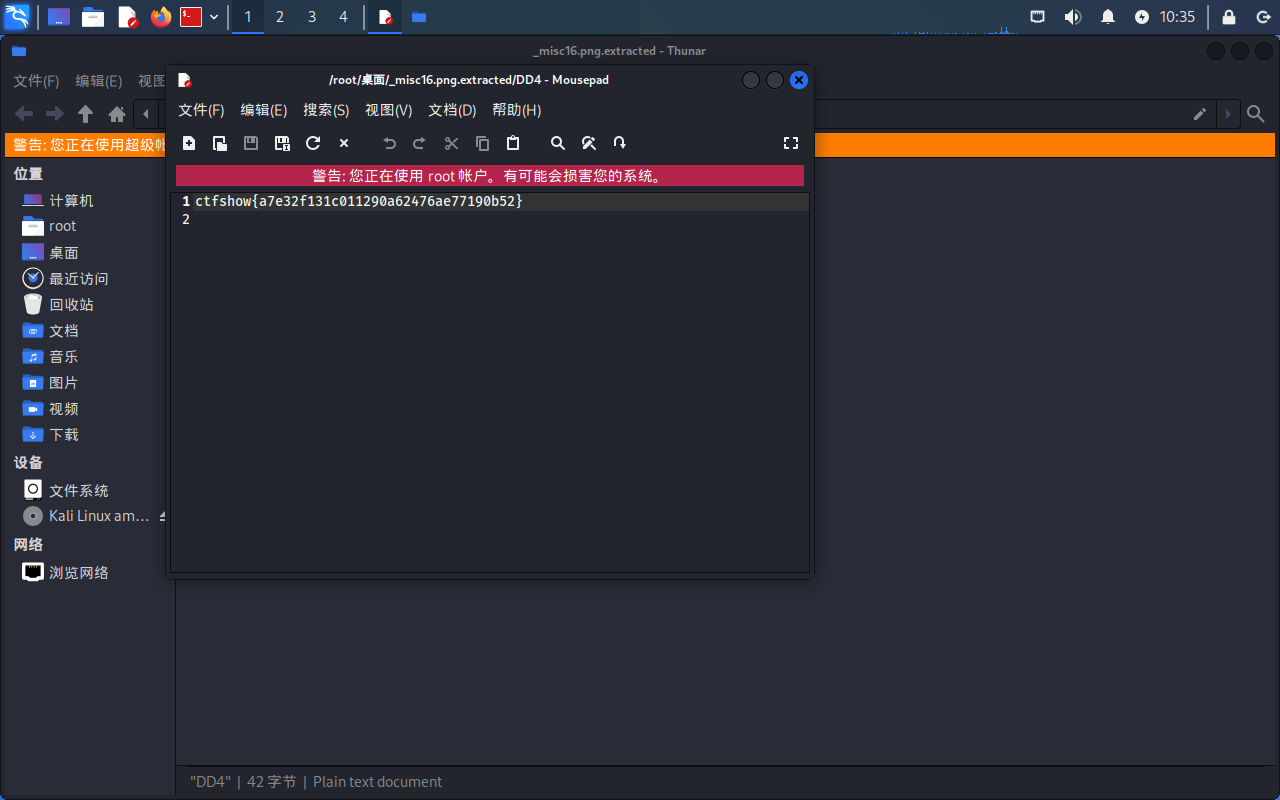 1 2 3 4 10:35
_misc16.png.extracted - Thunar
文件(F) 编辑(E) 视图
/root/桌面/_misc16.png.extracted/DD4 - Mousepad
文件(F) 编辑(E) 搜索(S) 视图(V) 文档(D) 帮助(H)
警告: 您正在使用超级帐
警告: 您正在使用 root 帐户。有可能会损害您的系统。
1 ctfshow{a7e32f131c011290a62476ae77190b52}
2
位置
计算机
root
桌面
最近访问
回收站
文档
音乐
图片
视频
下载
设备
文件系统
Kali Linux am...
网络
浏览网络
"DD4" | 42 字节 | Plain text document